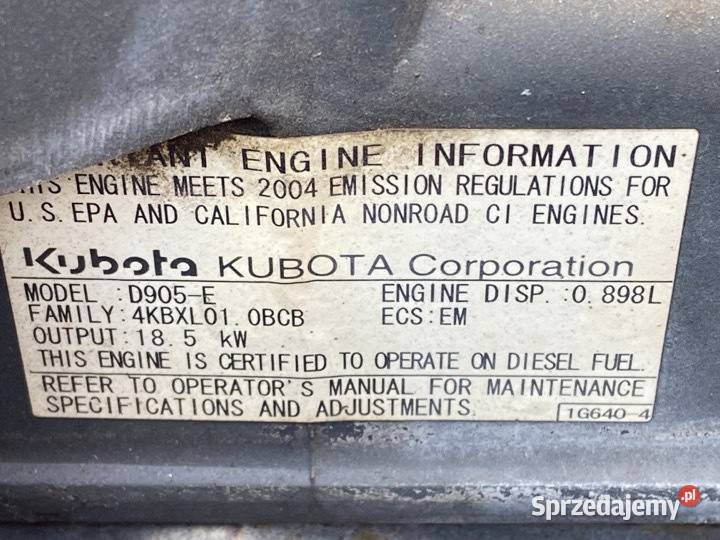 ENGINE INFORMATION
ENGINE MEETS 2004 EMISSION REGULATIONS FOR
U.S.EPA AND CALIFORNIA NONROAD CI ENGINES.
Kubota KUBOTA Corporation
MODEL :D905-E ENGINE DISP.:0.898L
FAMILY:4KBXL01.0BCB ECS:EM
OUTPUT:18.5 kW
THIS ENGINE IS CERTIFIED TO OPERATE ON DIESEL FUEL.
REFER TO OPERATOR'S MANUAL FOR MAINTENANCE
SPECIFICATIONS AND ADJUSTMENTS.
1G640-4
Sprzedajemy.pl